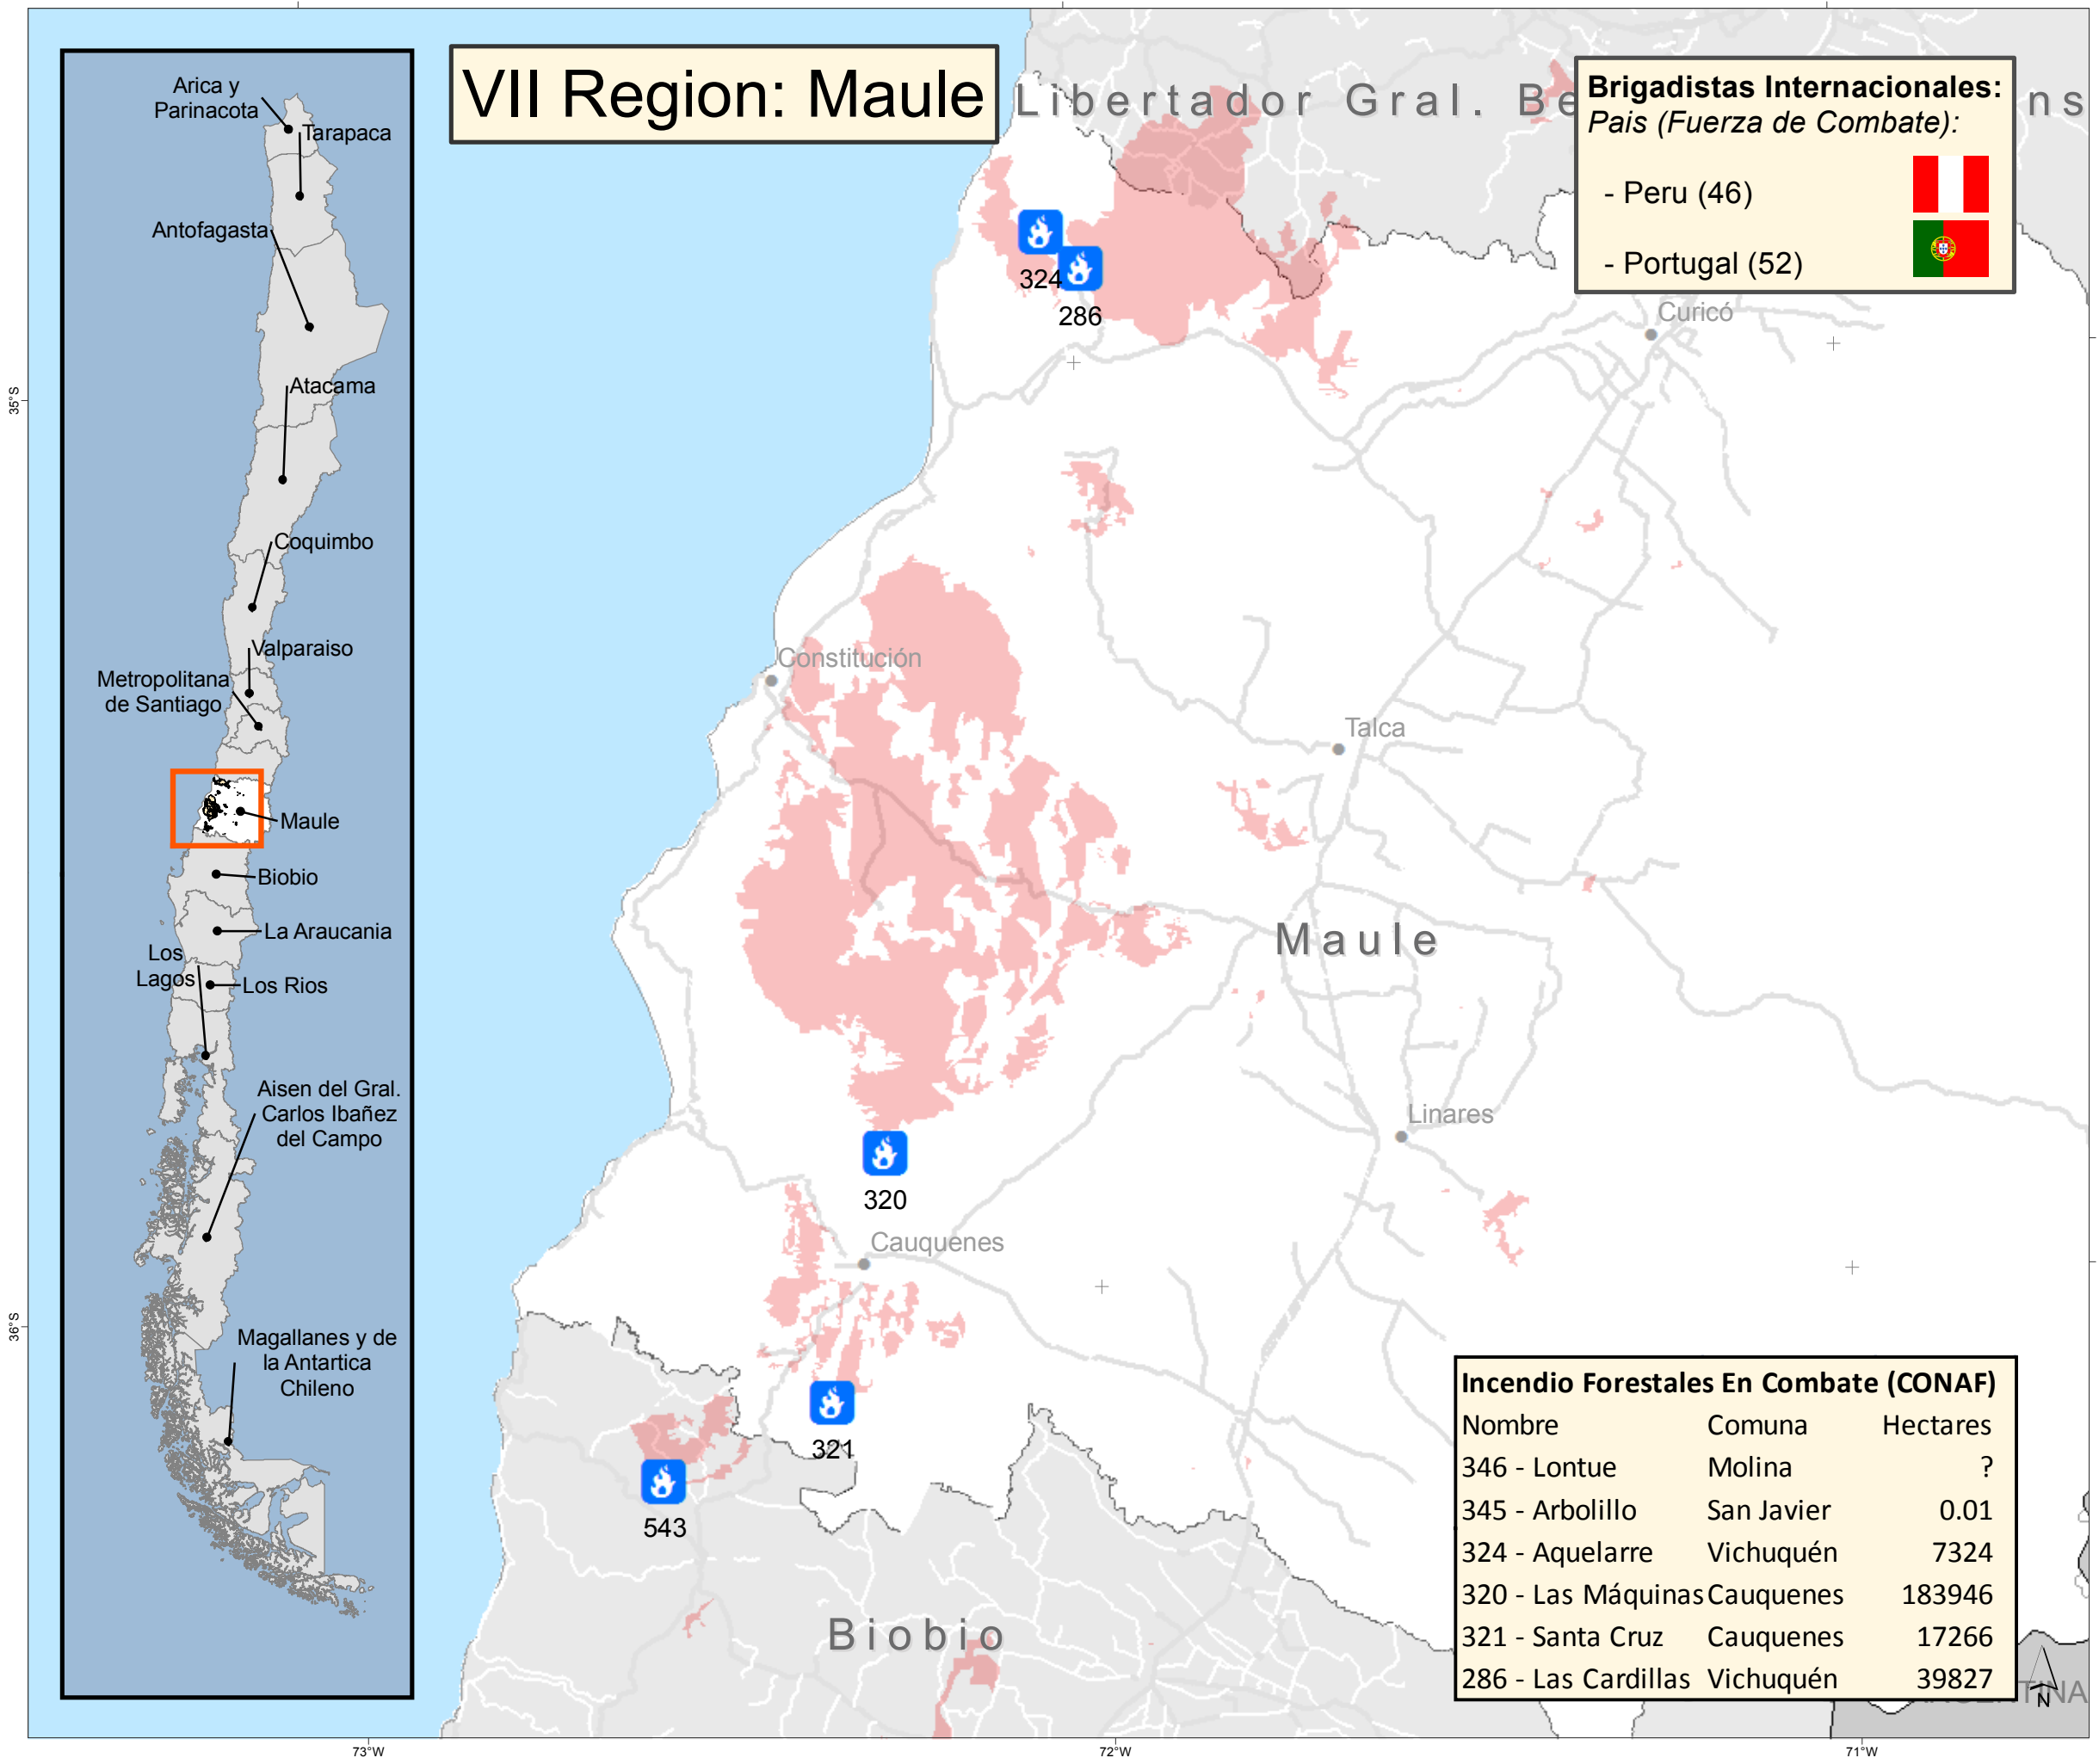 VII Region: Maule
Libertador Gral. Be
ns
Brigadistas Internacionales:
Pais (Fuerza de Combate):
- Peru (46)
- Portugal (52)
Arica y
Parinacota
Tarapaca
Antofagasta
Atacama
Coquimbo
Valparaiso
Metropolitana
de Santiago
Maule
Biobio
La Araucania
Los
Lagos
Los Rios
Aisen del Gral.
Carlos Ibañez
del Campo
Magallanes y de
la Antartica
Chileno
324
286
Curicó
Constitución
Talca
Maule
Linares
320
Cauquenes
321
543
Biobio
Incendio Forestales En Combate (CONAF)
Nombre Comuna Hectares
346 - Lontue Molina ?
345 - Arbolillo San Javier 0.01
324 - Aquelarre Vichuquén 7324
320 - Las Máquinas Cauquenes 183946
321 - Santa Cruz Cauquenes 17266
286 - Las Cardillas Vichuquén 39827
N
35°S
36°S
73°W
72°W
71°W